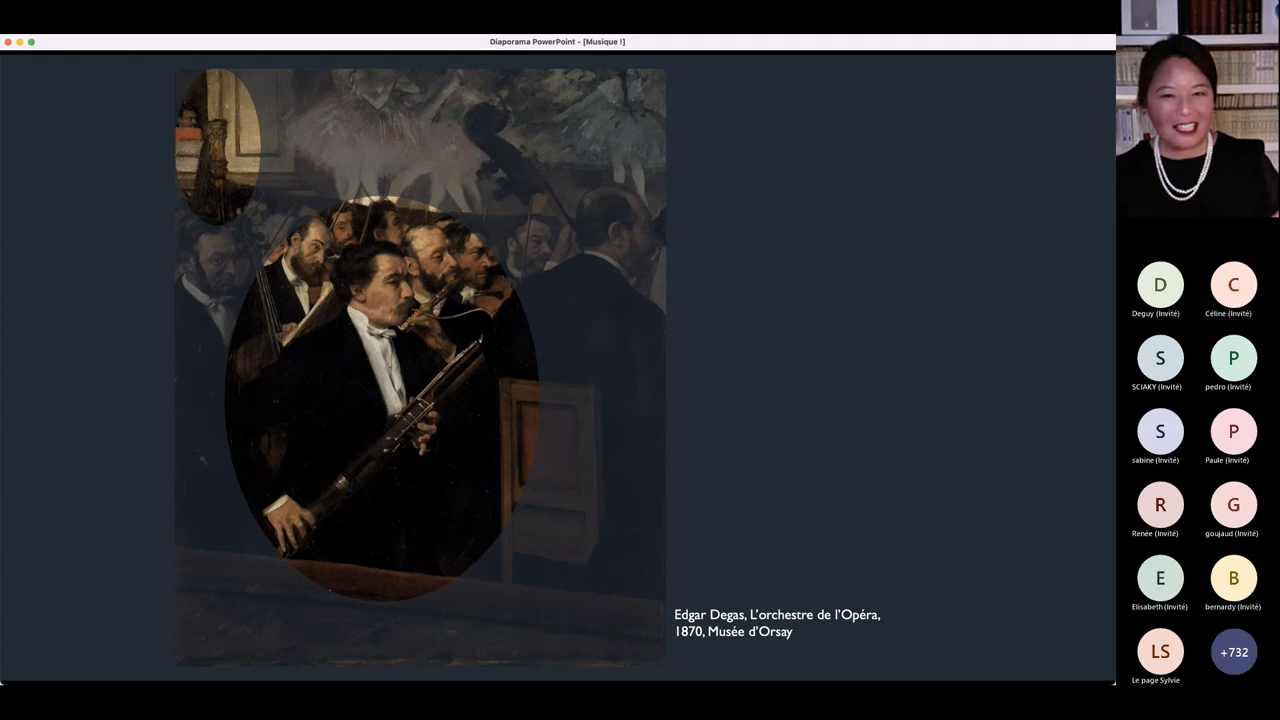 Diaporama PowerPoint - [Musique !]
Edgar Degas, L'orchestre de l'Opéra,
1870, Musée d'Orsay
D
C
Deguy (Invité)
Céline (Invité)
S
P
SCIAKY (Invité)
pedro (Invité)
S
P
sabine (Invité)
Paule (Invité)
R
G
Renée (Invité)
goujaud (Invité)
E
B
Elisabeth (Invité)
bernardy (Invité)
LS
+732
Le page Sylvie